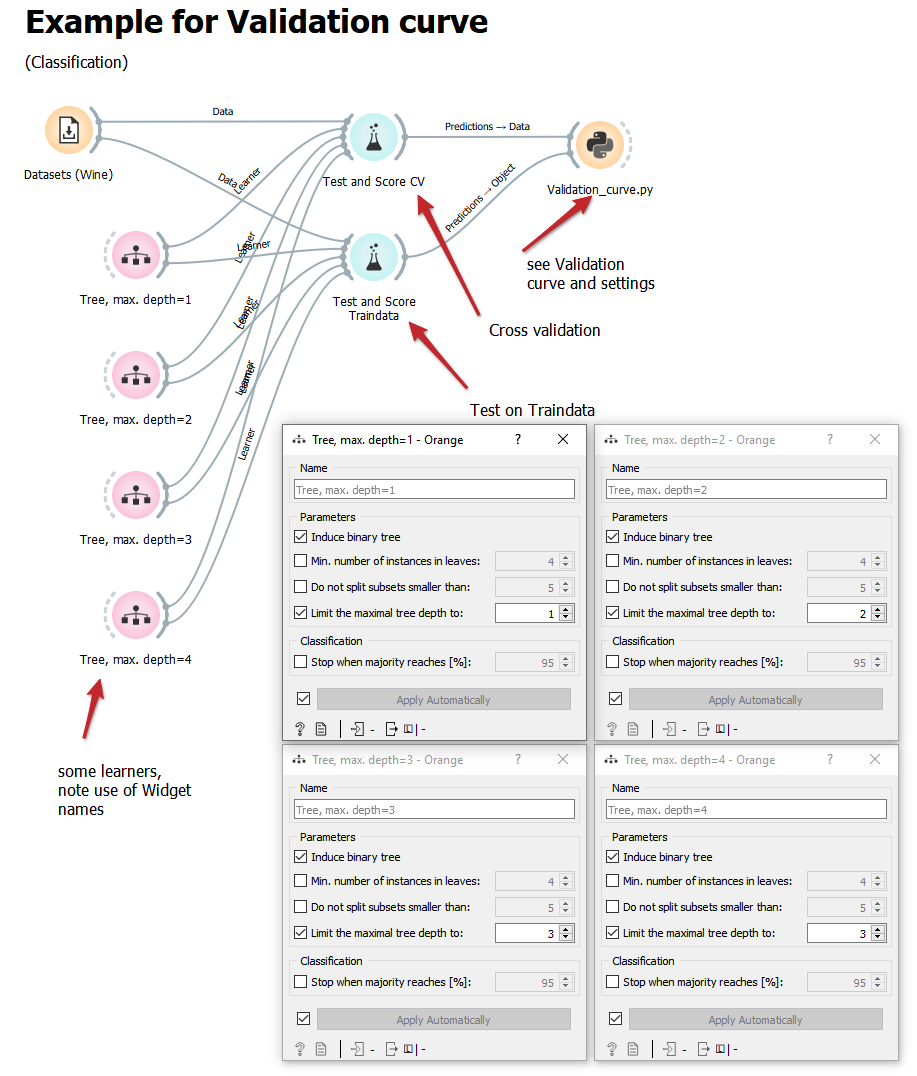 Example for Validation curve
(Classification)
Data
Predictions → Data
Datasets (Wine)
Data
Learner
Test and Score CV
Validation_curve.py
Predictions → Object
Learner
Learner
see Validation
curve and settings
Tree, max. depth=1
Test and Score
Traindata
Learner
Learner
Cross validation
Learner
Learner
Tree, max. depth=2
Test on Traindata
Learner
Tree, max. depth=3
Tree, max. depth=4
some learners,
note use of Widget
names
Tree, max. depth=1 - Orange ?
Name
Tree, max. depth=1
Parameters
Induce binary tree
Min. number of instances in leaves: 4
Do not split subsets smaller than: 5
Limit the maximal tree depth to: 1
Classification
Stop when majority reaches [%]: 95
Apply Automatically
? - -
Tree, max. depth=2 - Orange ?
Name
Tree, max. depth=2
Parameters
Induce binary tree
Min. number of instances in leaves: 4
Do not split subsets smaller than: 5
Limit the maximal tree depth to: 2
Classification
Stop when majority reaches [%]: 95
Apply Automatically
? - -
Tree, max. depth=3 - Orange ?
Name
Tree, max. depth=3
Parameters
Induce binary tree
Min. number of instances in leaves: 4
Do not split subsets smaller than: 5
Limit the maximal tree depth to: 3
Classification
Stop when majority reaches [%]: 95
Apply Automatically
? - -
Tree, max. depth=4 - Orange ?
Name
Tree, max. depth=4
Parameters
Induce binary tree
Min. number of instances in leaves: 4
Do not split subsets smaller than: 5
Limit the maximal tree depth to: 3
Classification
Stop when majority reaches [%]: 95
Apply Automatically
? - -